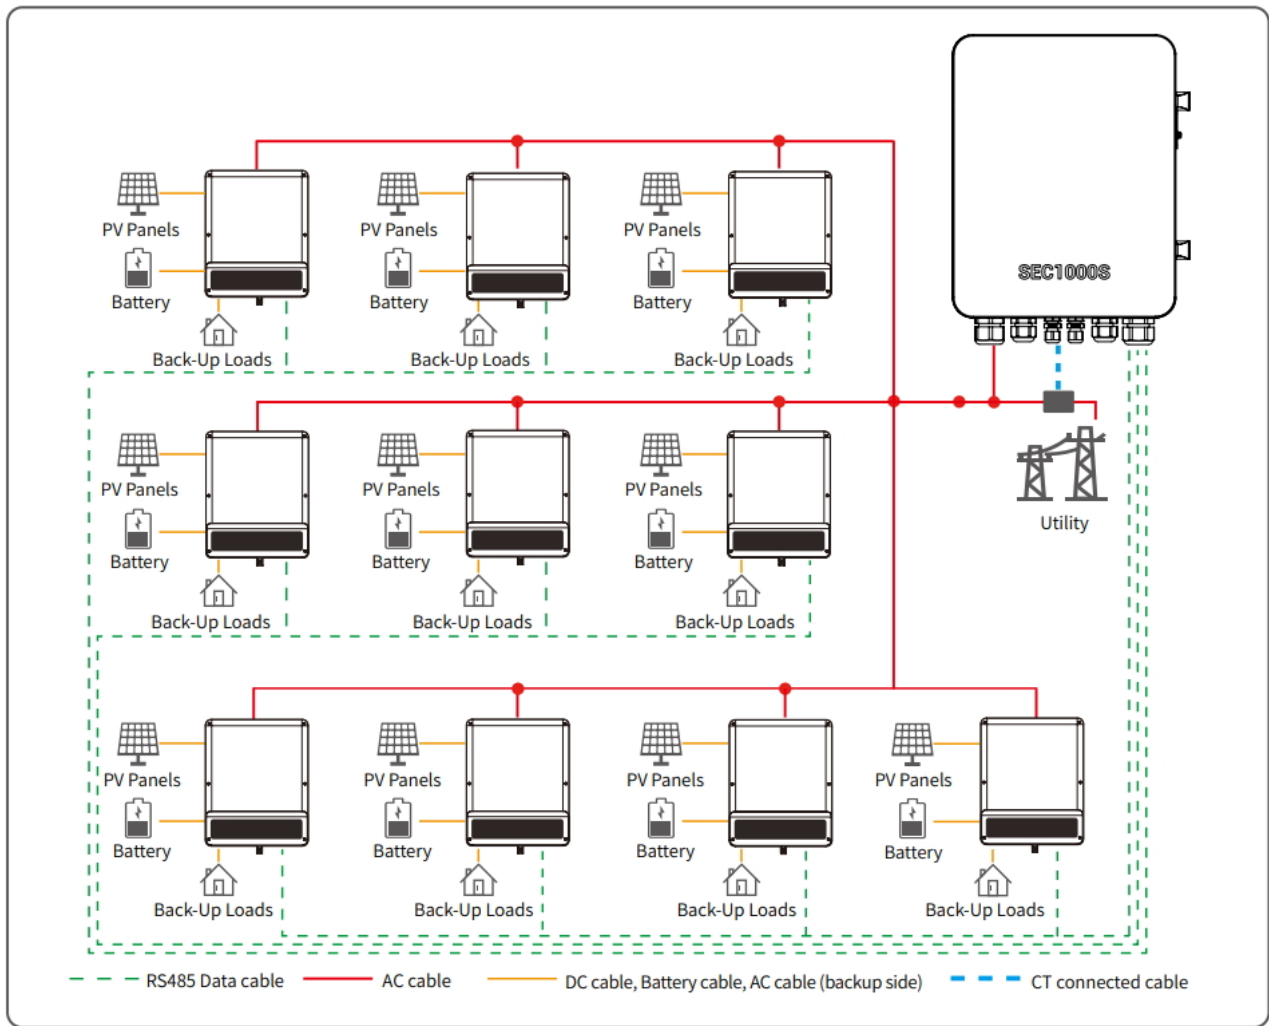 SEC1000S
PV Panels PV Panels PV Panels
Battery Battery Battery
Back-Up Loads Back-Up Loads Back-Up Loads
PV Panels PV Panels PV Panels
Utility
Battery Battery Battery
Back-Up Loads Back-Up Loads Back-Up Loads
PV Panels PV Panels PV Panels PV Panels
Battery Battery Battery Battery
Back-Up Loads Back-Up Loads Back-Up Loads Back-Up Loads
RS485 Data cable AC cable DC cable, Battery cable, AC cable (backup side) CT connected cable